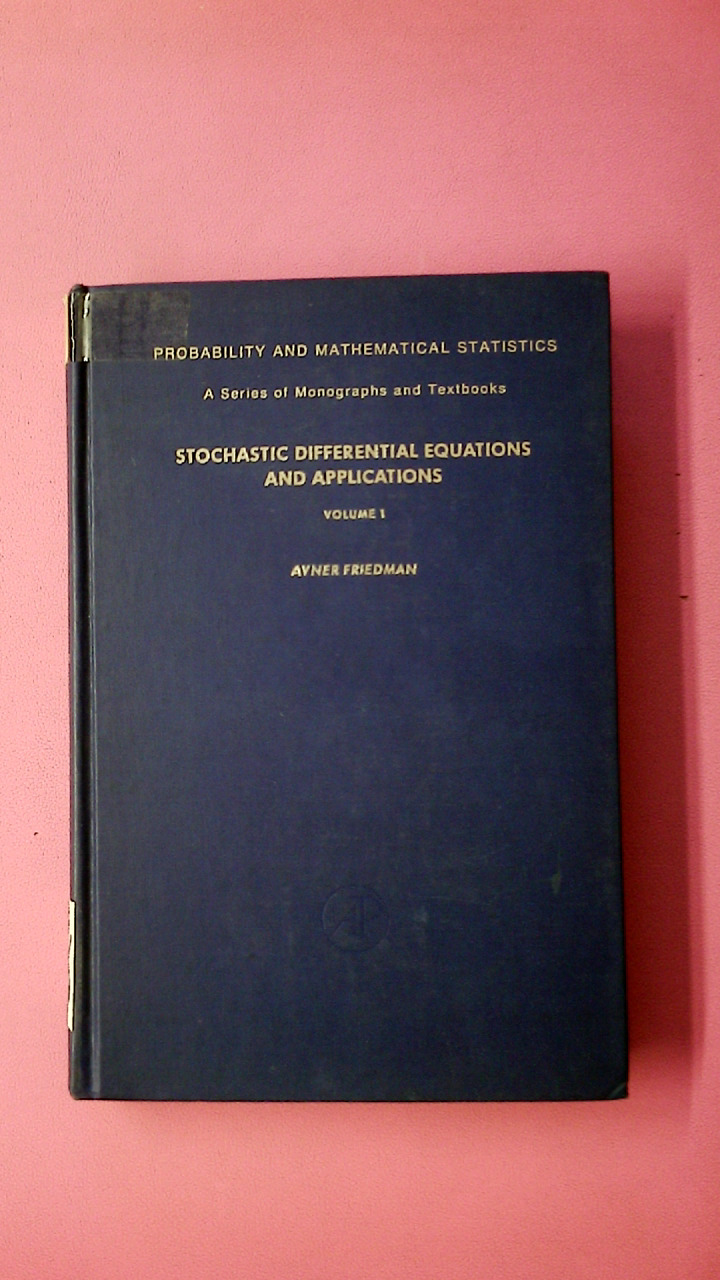 PROBABILITY AND MATHEMATICAL STATISTICS
A Series of Monographs and Textbooks
STOCHASTIC DIFFERENTIAL EQUATIONS
AND APPLICATIONS
VOLUME 1
AVNER FRIEDMAN